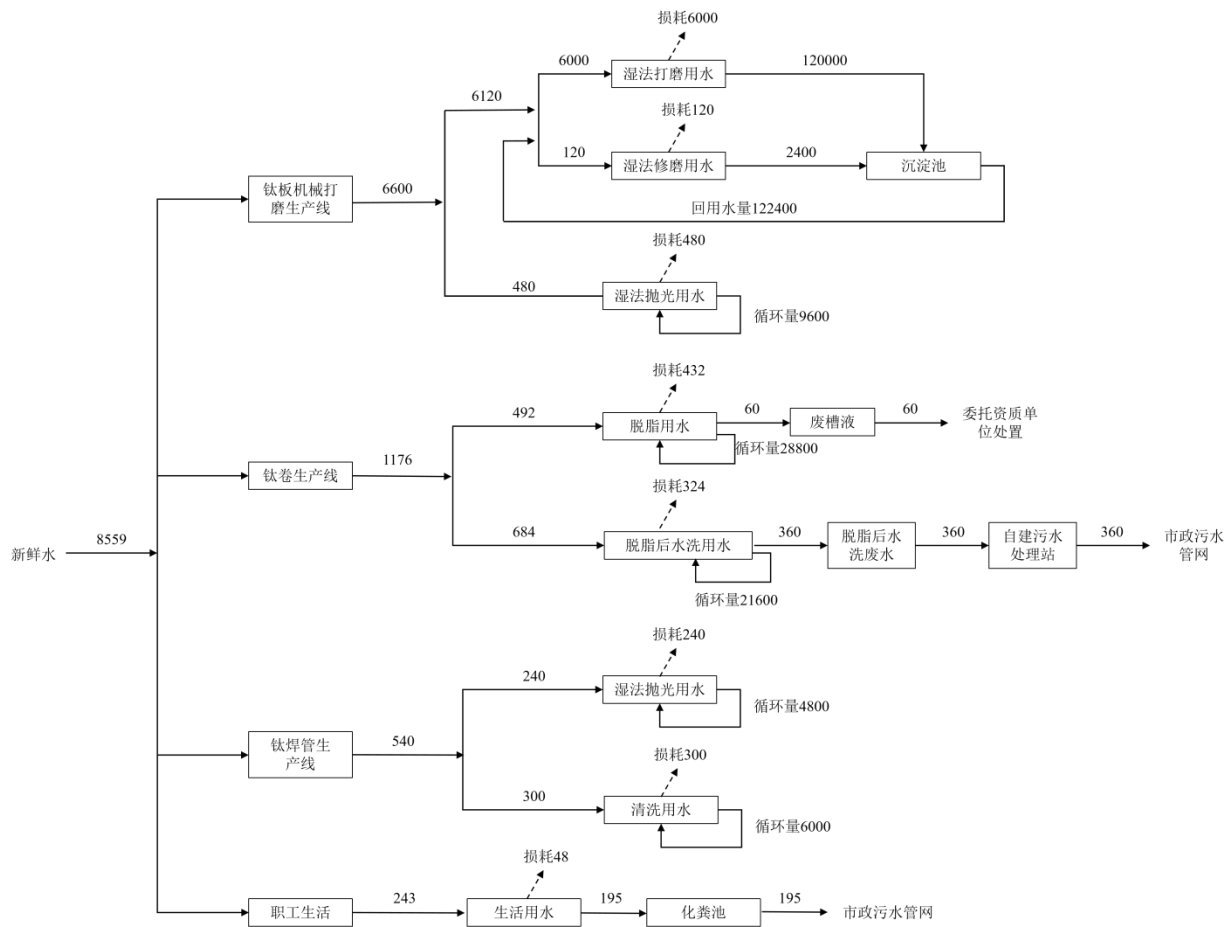 损耗6000
6000
湿法打磨用水
120000
6120
损耗120
120
湿法修磨用水
2400
沉淀池
钛板机械打
磨生产线
6600
回用水量122400
损耗480
480
湿法抛光用水
循环量9600
损耗432
492
脱脂用水
60
废槽液
60
委托资质单
位处置
循环量28800
钛卷生产线
1176
损耗324
684
脱脂后水洗用水
360
脱脂后水
洗废水
360
自建污水
处理站
360
市政污水
管网
循环量21600
新鲜水
8559
损耗240
240
湿法抛光用水
循环量4800
钛焊管生
产线
540
损耗300
300
清洗用水
循环量6000
损耗48
职工生活
243
生活用水
195
化粪池
195
市政污水管网